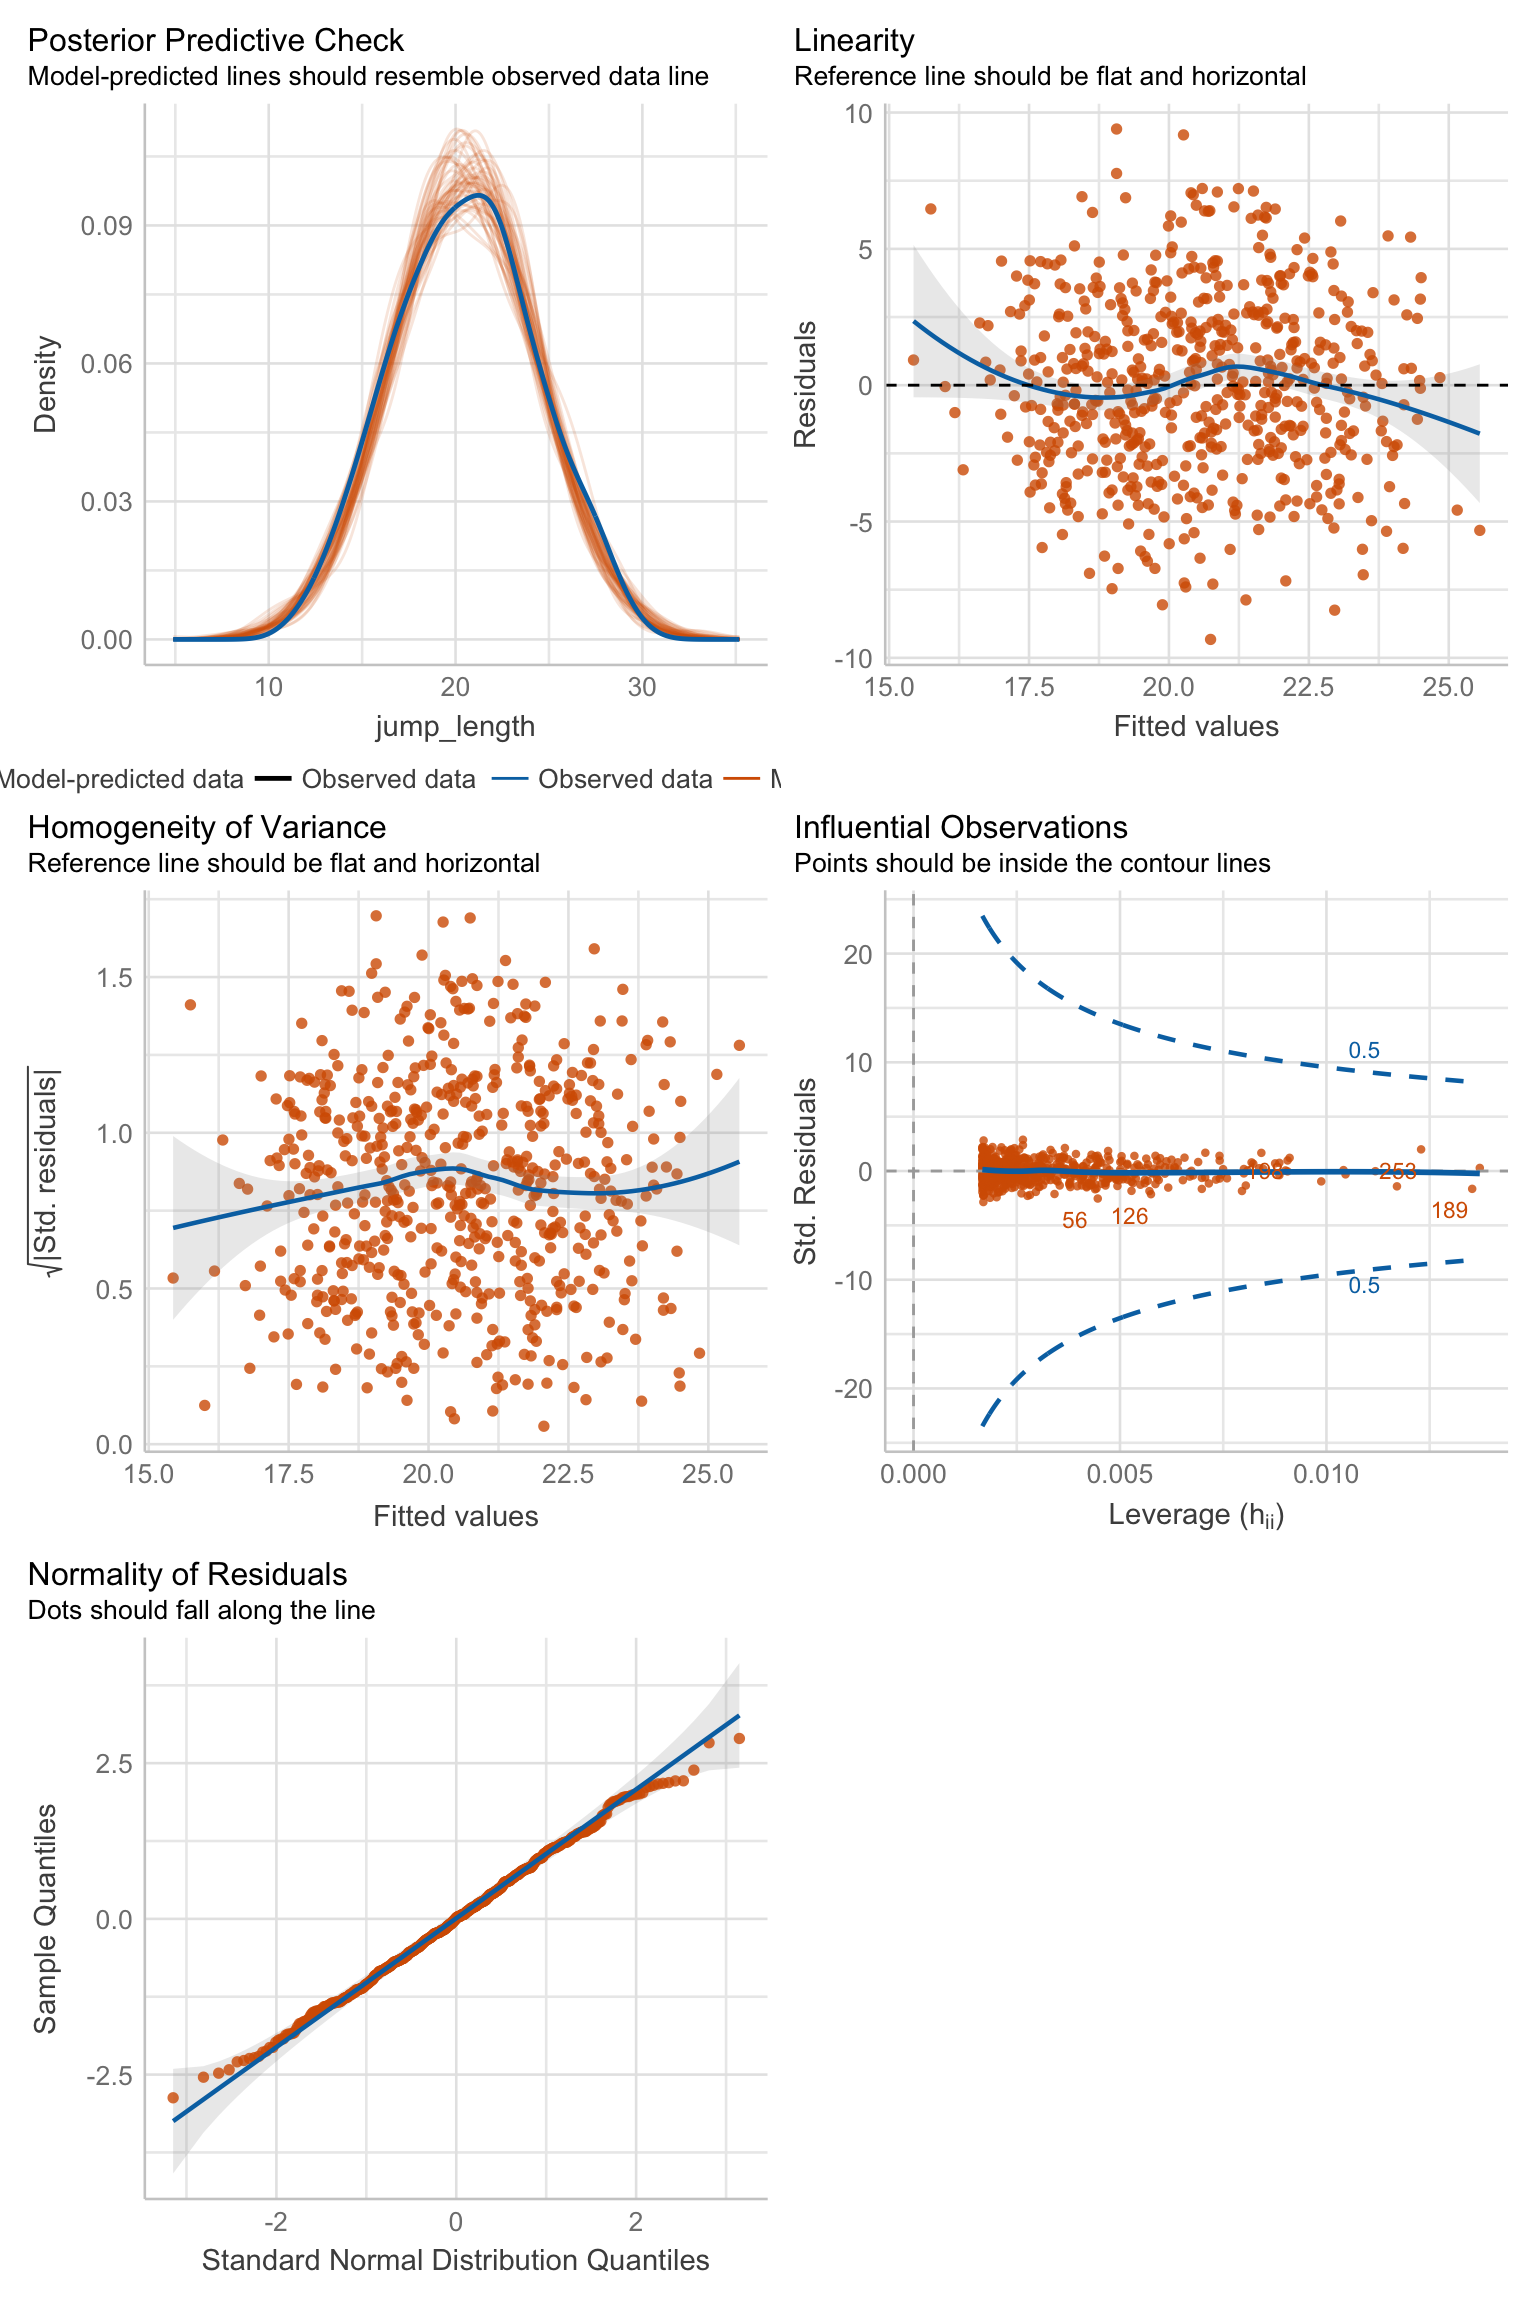 Posterior Predictive Check
Model-predicted lines should resemble observed data line
0.09
0.06
0.03
0.00
Density
10 20 30
jump_length
Model-predicted data Observed data Observed data
Linearity
Reference line should be flat and horizontal
10
5
0
-5
-10
Residuals
15.0 17.5 20.0 22.5 25.0
Fitted values
Homogeneity of Variance
Reference line should be flat and horizontal
1.5
1.0
0.5
0.0
√|Std. residuals|
15.0 17.5 20.0 22.5 25.0
Fitted values
Influential Observations
Points should be inside the contour lines
20
10
0
-10
-20
Std. Residuals
0.5
198 253
56 126 189
0.5
0.000 0.005 0.010
Leverage (hii)
Normality of Residuals
Dots should fall along the line
2.5
0.0
-2.5
Sample Quantiles
-2 0 2
Standard Normal Distribution Quantiles